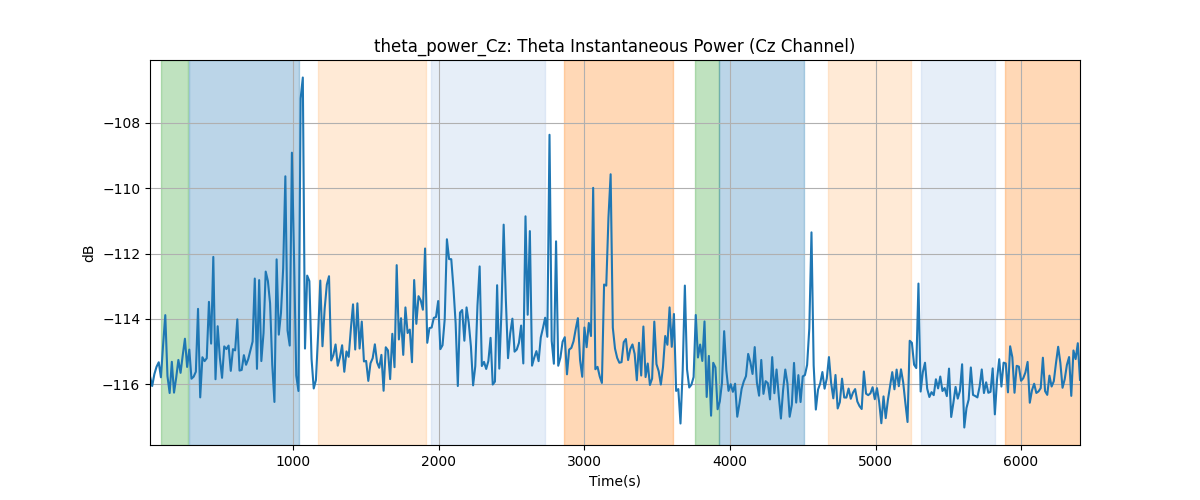 theta_power_Cz: Theta Instantaneous Power (Cz Channel)
−108
−110
−112
−114
−116
dB
1000 2000 3000 4000 5000 6000
Time(s)